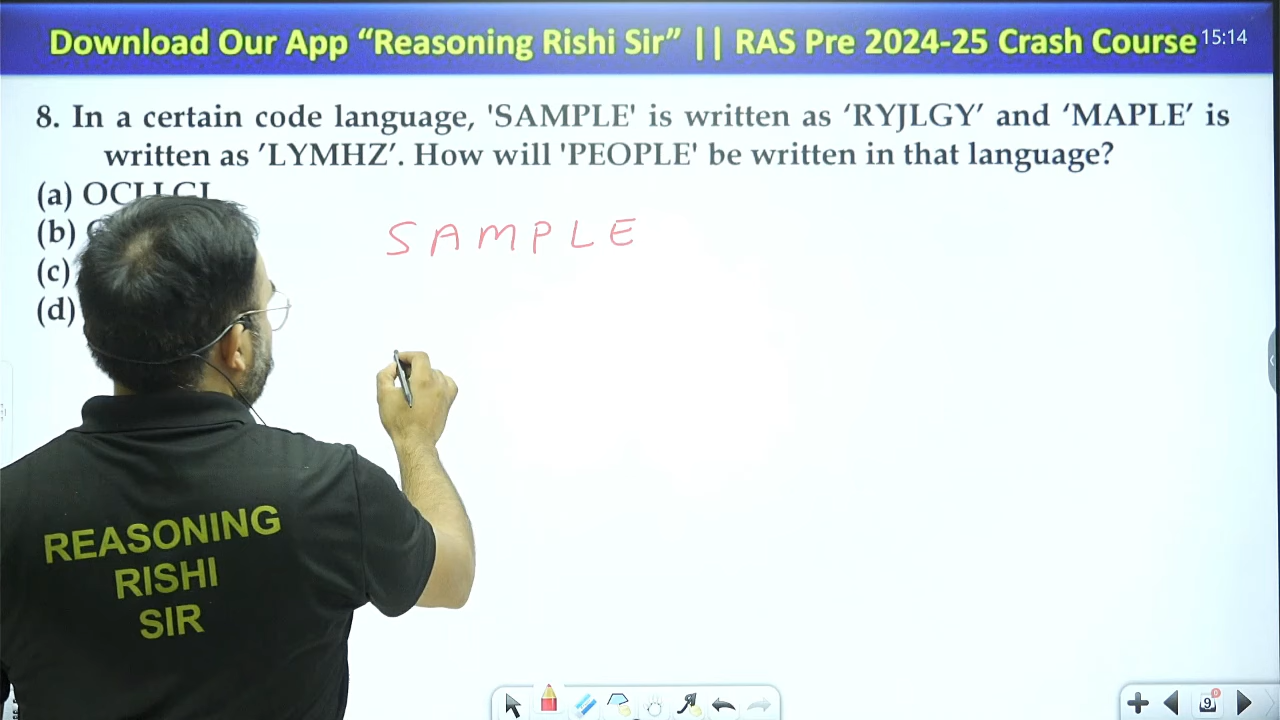 Download Our App “Reasoning Rishi Sir” || RAS Pre 2024-25 Crash Course 15:14
8. In a certain code language, 'SAMPLE' is written as ‘RYJLGY’ and ‘MAPLE’ is
written as ’LYMHZ’. How will 'PEOPLE' be written in that language?
(a)
(b)
(c)
(d)
SAMPLE
REASONING
RISHI
SIR
9